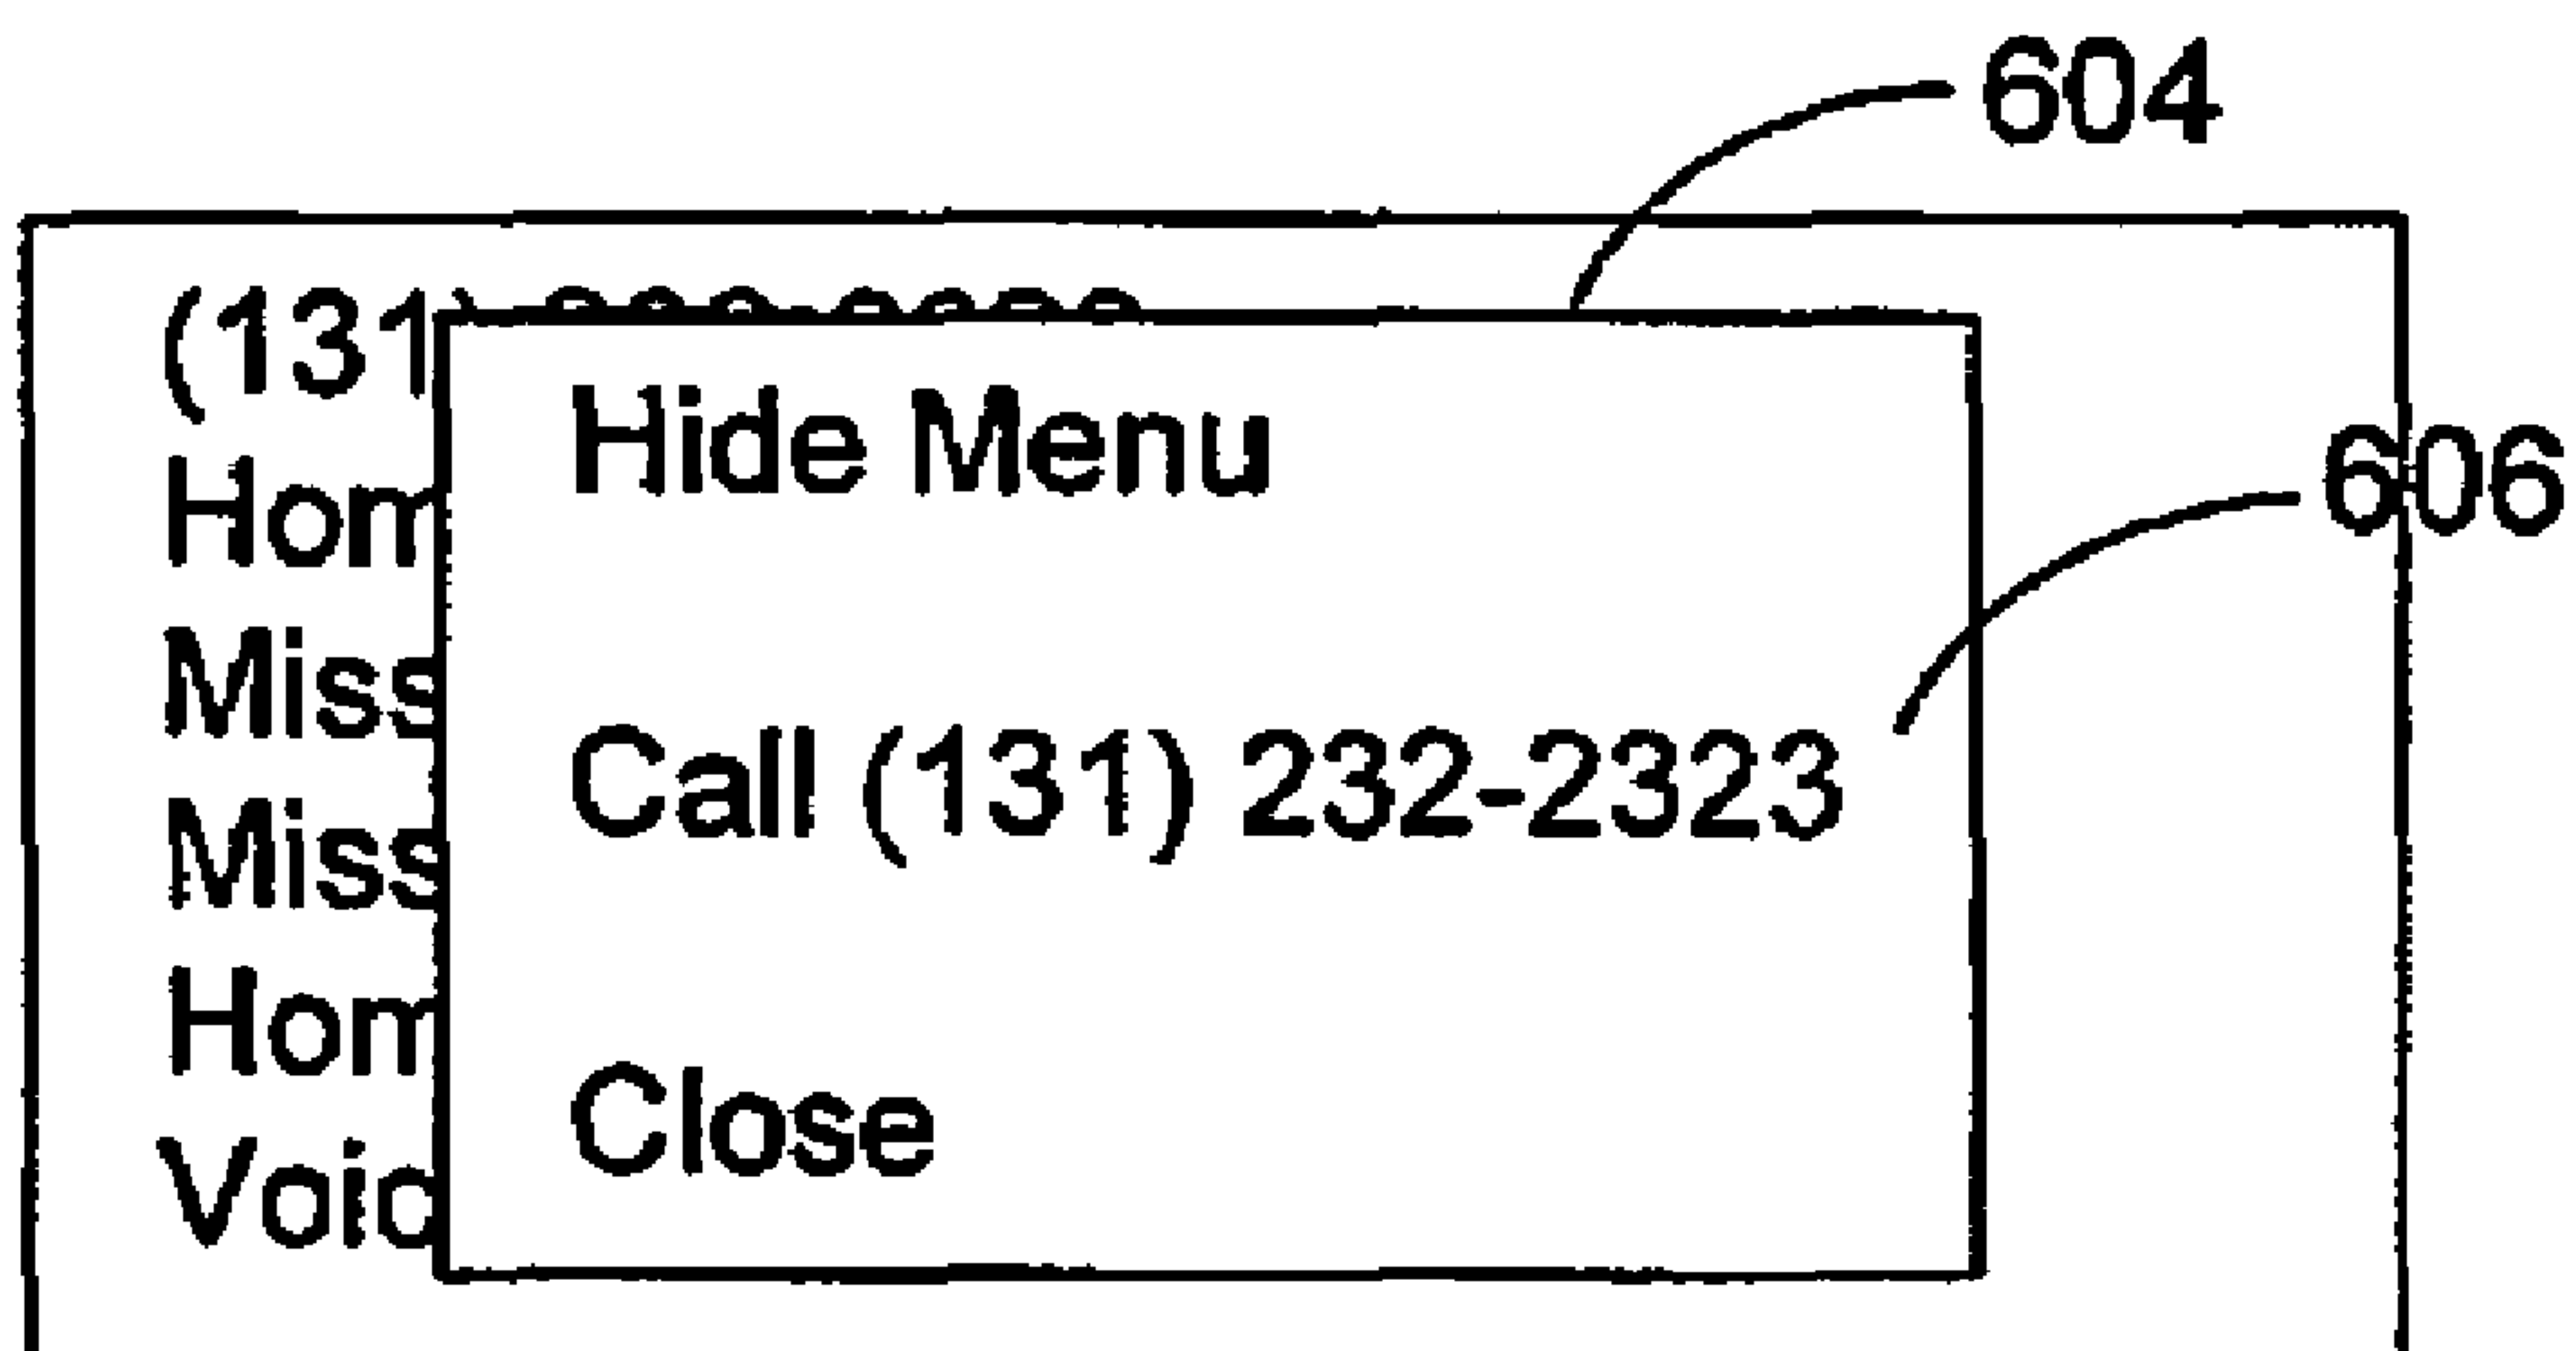 604
(131)
Hide Menu
606
Hom
Miss
Call (131) 232-2323
Miss
Hom
Close
Voic